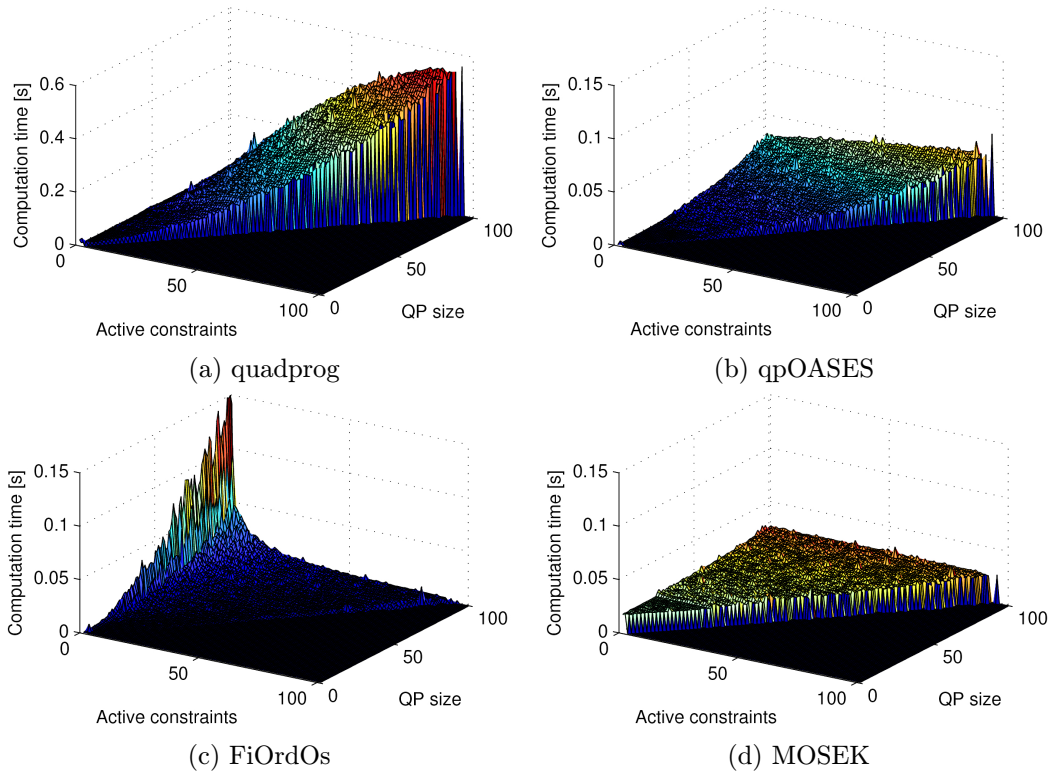 0.6
0.4
0.2
0
Computation time [s]
0
50
100
Active constraints
0
50
100
QP size
(a) quadprog
0.15
0.1
0.05
0
Computation time [s]
0
50
100
Active constraints
0
50
100
QP size
(b) qpOASES
0.15
0.1
0.05
0
Computation time [s]
0
50
100
Active constraints
0
50
100
QP size
(c) FiOrdOs
0.15
0.1
0.05
0
Computation time [s]
0
50
100
Active constraints
0
50
100
QP size
(d) MOSEK